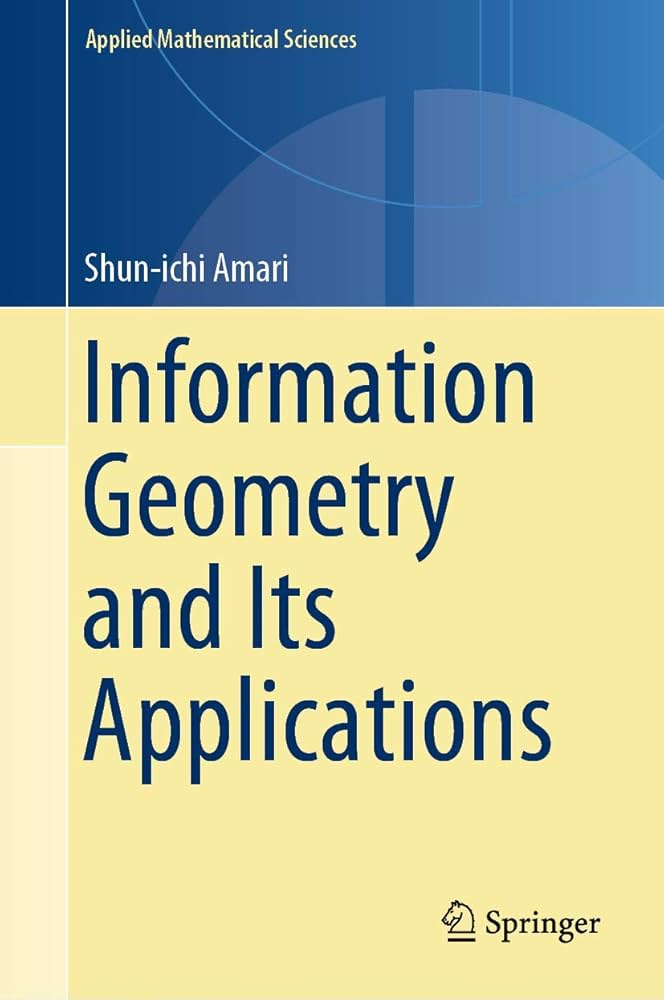 Applied Mathematical Sciences
Shun-ichi Amari
Information
Geometry
and Its
Applications
Springer